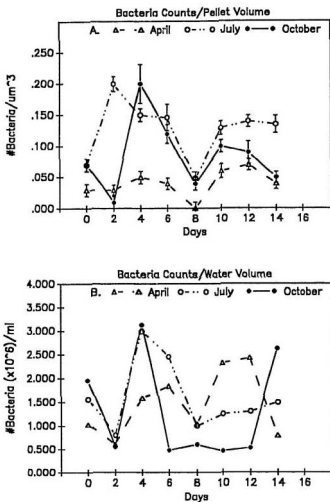 Bacteria Counts/Pellet Volume
A. April July October
#Bacteria/um^3
.300
.250
.200
.150
.100
.050
.000
0 2 4 6 8 10 12 14 16
Days
Bacteria Counts/Water Volume
B. April July October
#Bacteria (x10^6)/ml
4.000
3.500
3.000
2.500
2.000
1.500
1.000
0.500
0.000
0 2 4 6 8 10 12 14 16
Days